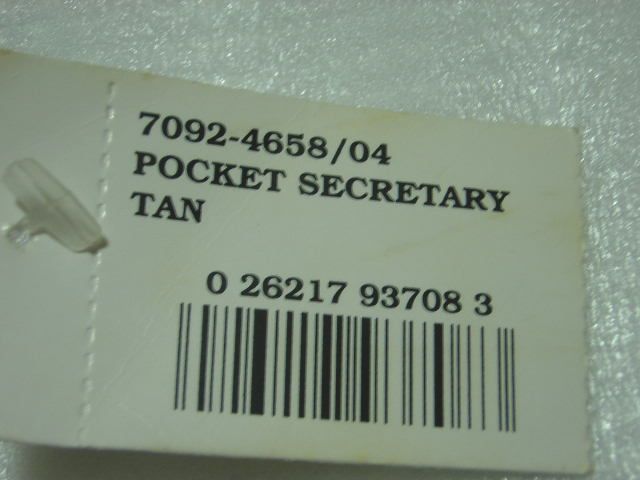 7092-4658/04
POCKET SECRETARY
TAN
0 26217 93708 3